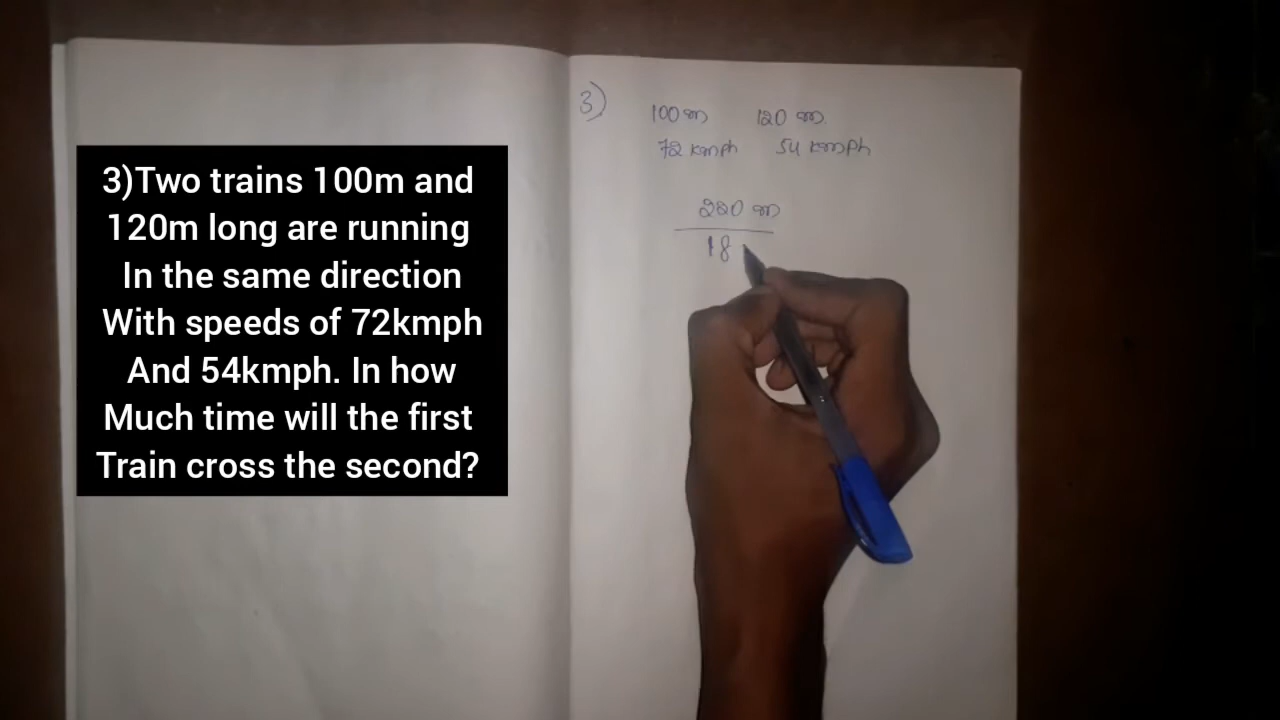 3)Two trains 100m and
120m long are running
In the same direction
With speeds of 72kmph
And 54kmph. In how
Much time will the first
Train cross the second?
3)
100 m 120 m
72 kmph 54 kmph
220 m
18